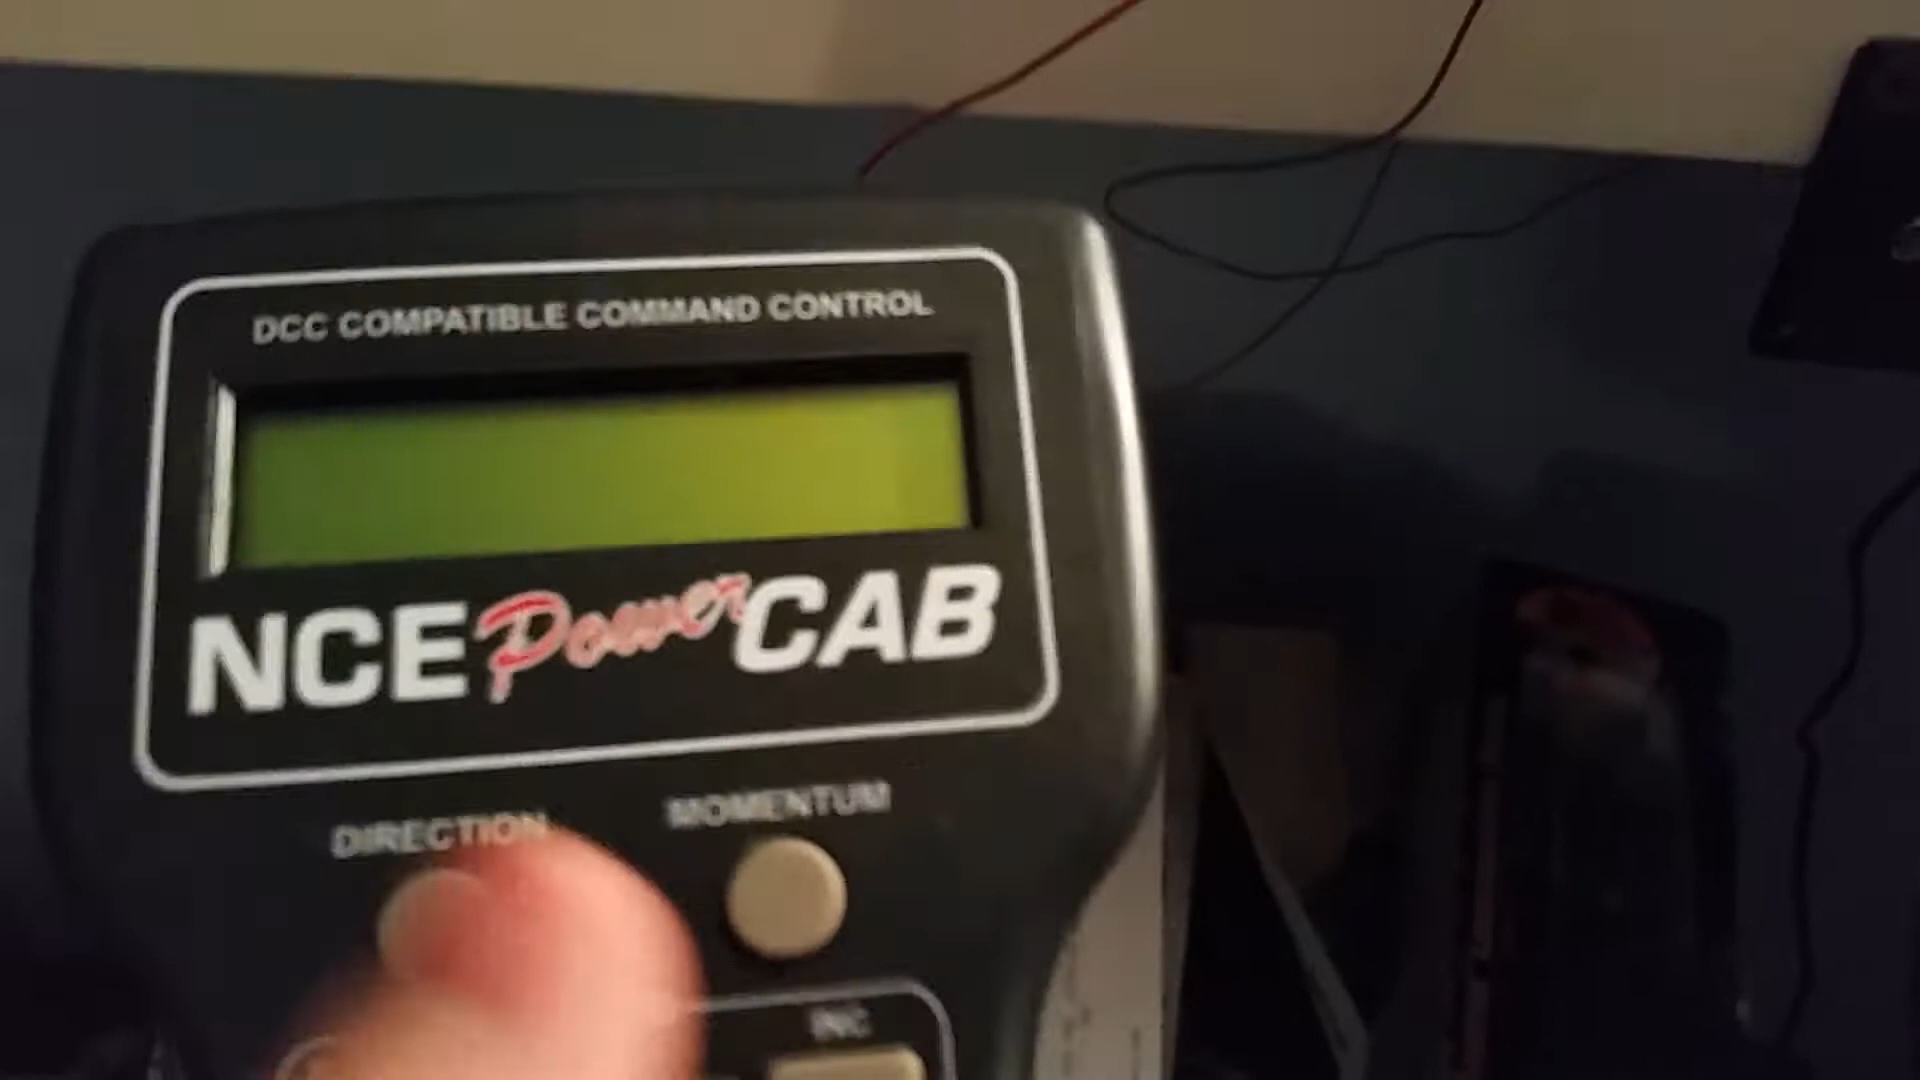 DCC COMPATIBLE COMMAND CONTROL
NCE Power CAB
DIRECTION MOMENTUM
INC